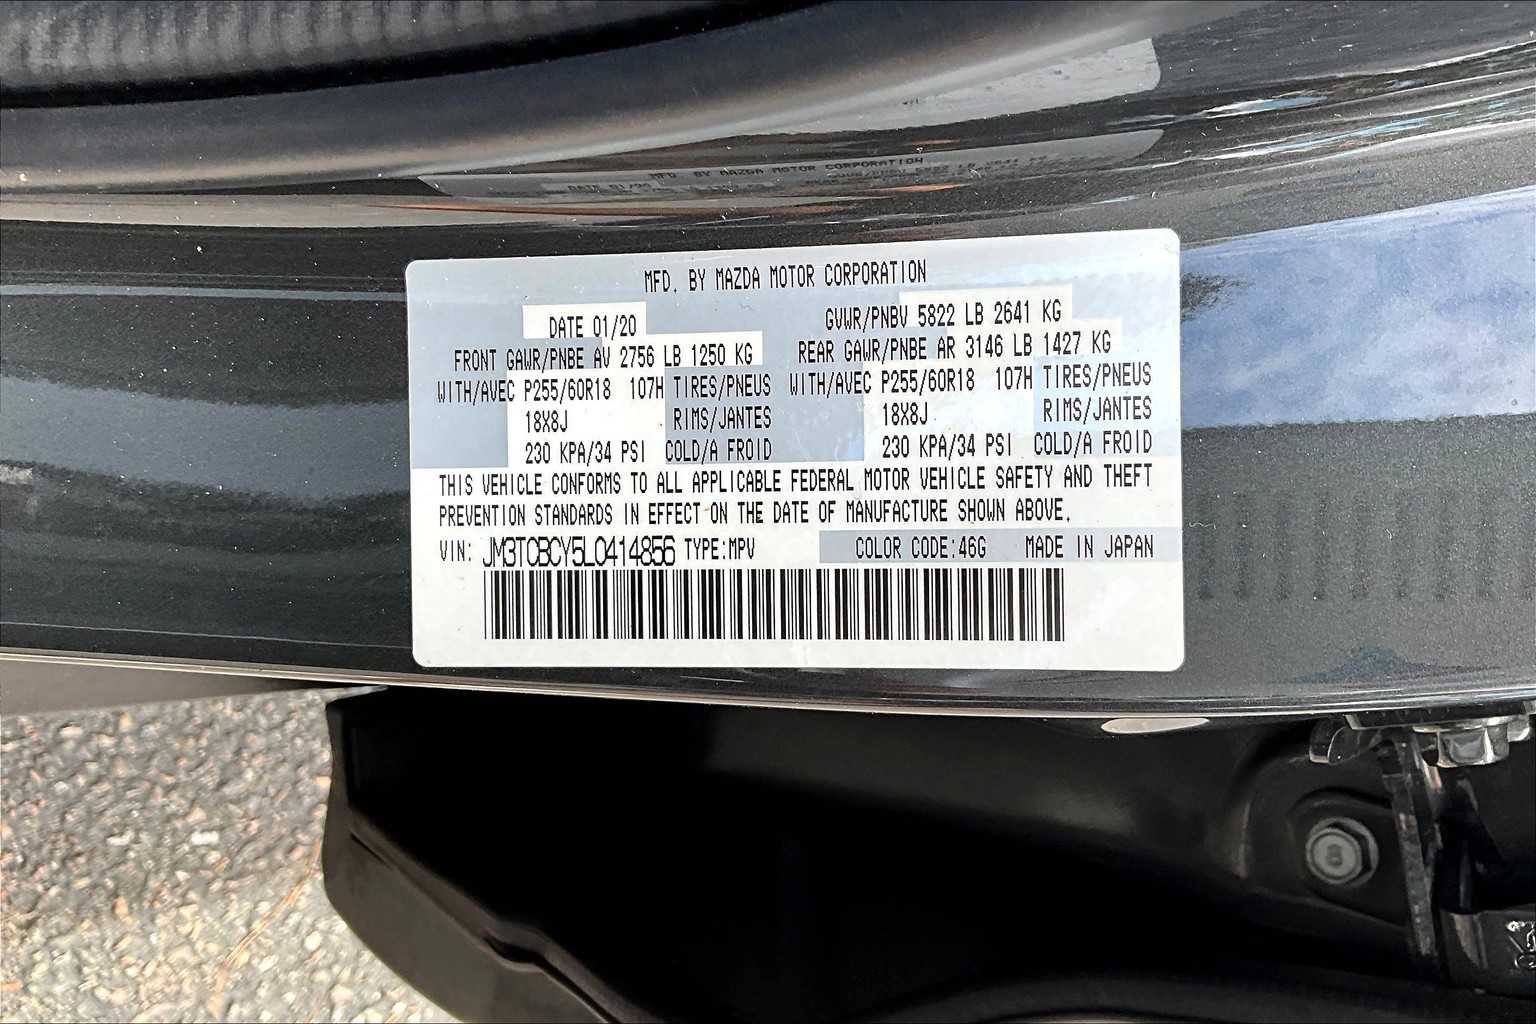 MFD. BY MAZDA MOTOR CORPORATION
DATE 01/20 GVWR/PNBV 5822 LB 2641 KG
FRONT GAWR/PNBE AV 2756 LB 1250 KG REAR GAWR/PNBE AR 3146 LB 1427 KG
WITH/AVEC P255/60R18 107H TIRES/PNEUS WITH/AVEC P255/60R18 107H TIRES/PNEUS
18X8J RIMS/JANTES 18X8J RIMS/JANTES
230 KPA/34 PSI COLD/A FROID 230 KPA/34 PSI COLD/A FROID
THIS VEHICLE CONFORMS TO ALL APPLICABLE FEDERAL MOTOR VEHICLE SAFETY AND THEFT
PREVENTION STANDARDS IN EFFECT ON THE DATE OF MANUFACTURE SHOWN ABOVE.
VIN: JM3TCBCY5L0414856 TYPE:MPV COLOR CODE:46G MADE IN JAPAN
8